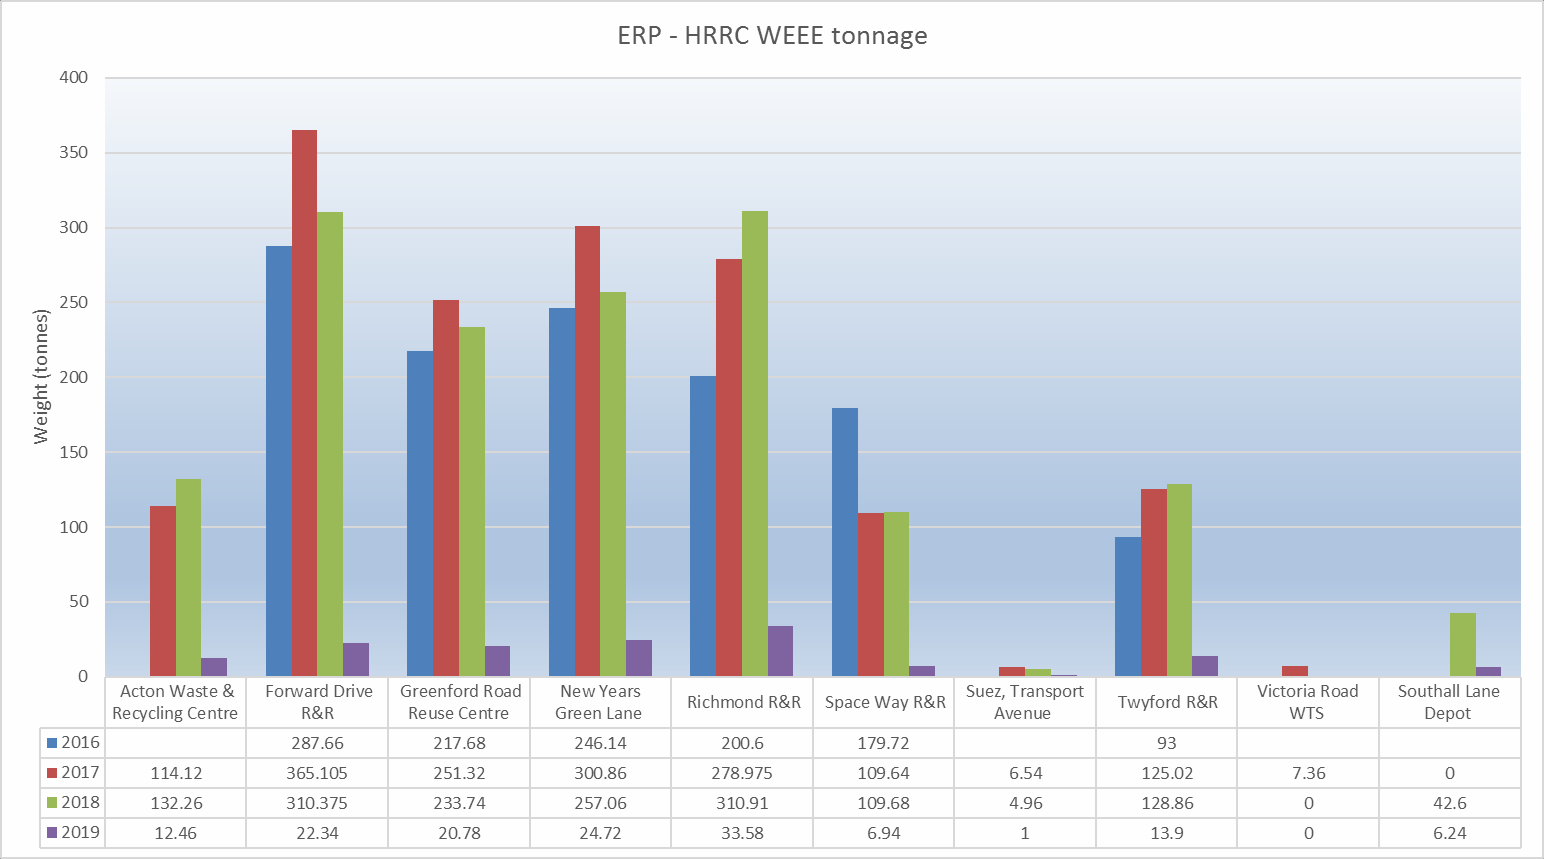 ERP - HRRC WEEE tonnage
Weight (tonnes)
400
350
300
250
200
150
100
50
0
Acton Waste & Recycling Centre
Forward Drive R&R
Greenford Road Reuse Centre
New Years Green Lane
Richmond R&R
Space Way R&R
Suez, Transport Avenue
Twyford R&R
Victoria Road WTS
Southall Lane Depot
2016 287.66 217.68 246.14 200.6 179.72 93
2017 114.12 365.105 251.32 300.86 278.975 109.64 6.54 125.02 7.36 0
2018 132.26 310.375 233.74 257.06 310.91 109.68 4.96 128.86 0 42.6
2019 12.46 22.34 20.78 24.72 33.58 6.94 1 13.9 0 6.24